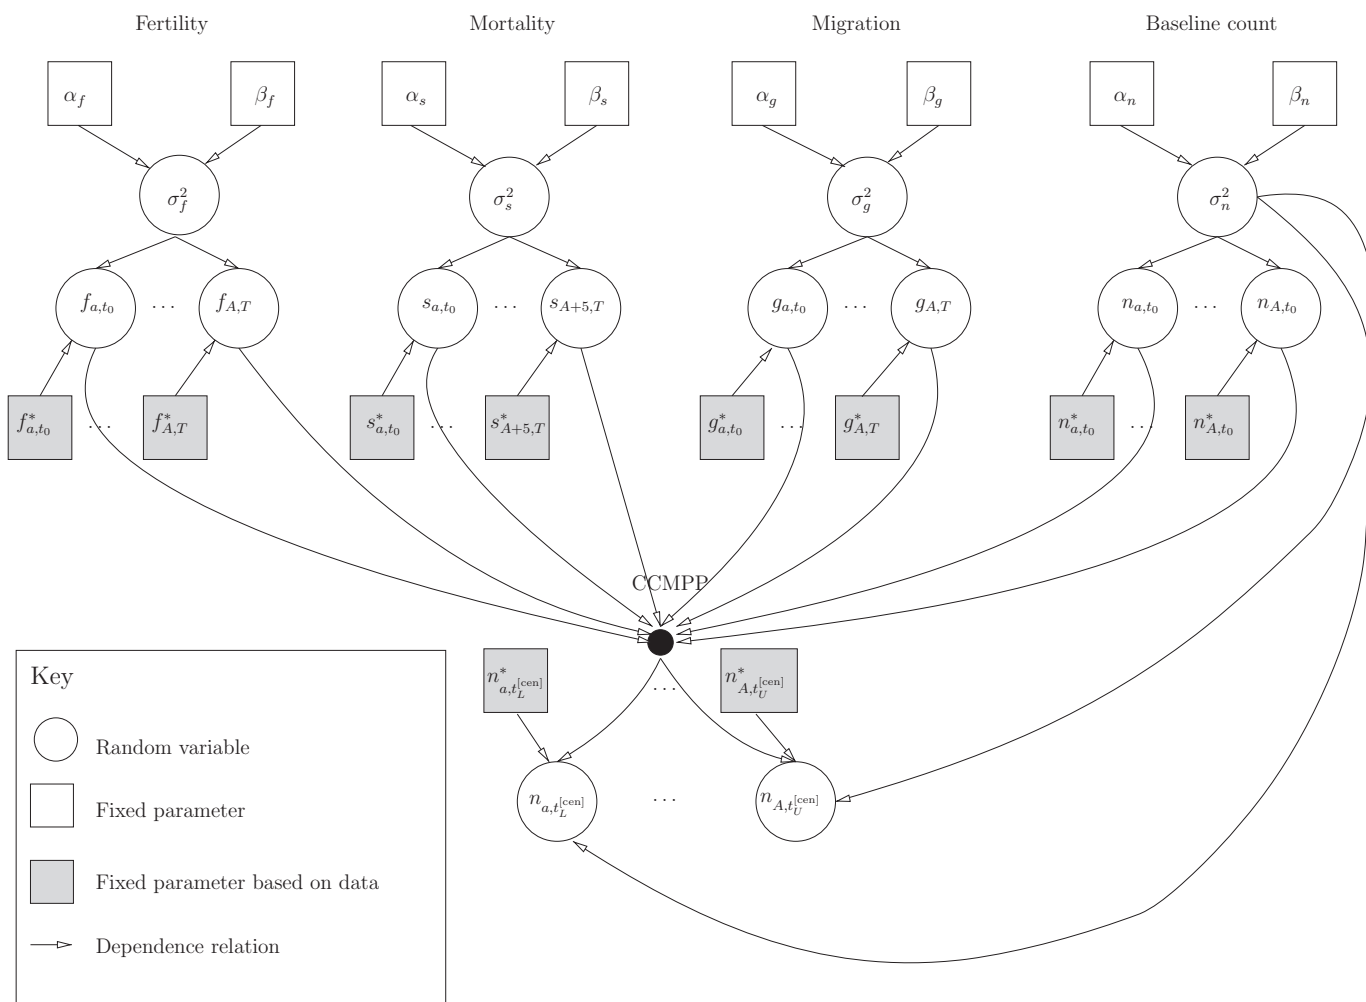 Fertility Mortality Migration Baseline count
α_f β_f α_s β_s α_g β_g α_n β_n
σ_f^2 σ_s^2 σ_g^2 σ_n^2
f_{a,t_0} ... f_{A,T} s_{a,t_0} ... s_{A+5,T} g_{a,t_0} ... g_{A,T} n_{a,t_0} ... n_{A,t_0}
f^*_{a,t_0} ... f^*_{A,T} s^*_{a,t_0} ... s^*_{A+5,T} g^*_{a,t_0} ... g^*_{A,T} n^*_{a,t_0} ... n^*_{A,t_0}
CCMPP
n^*_{a,t_L^{[cen]}} ... n^*_{A,t_U^{[cen]}}
n_{a,t_L^{[cen]}} ... n_{A,t_U^{[cen]}}
Key
Random variable
Fixed parameter
Fixed parameter based on data
Dependence relation